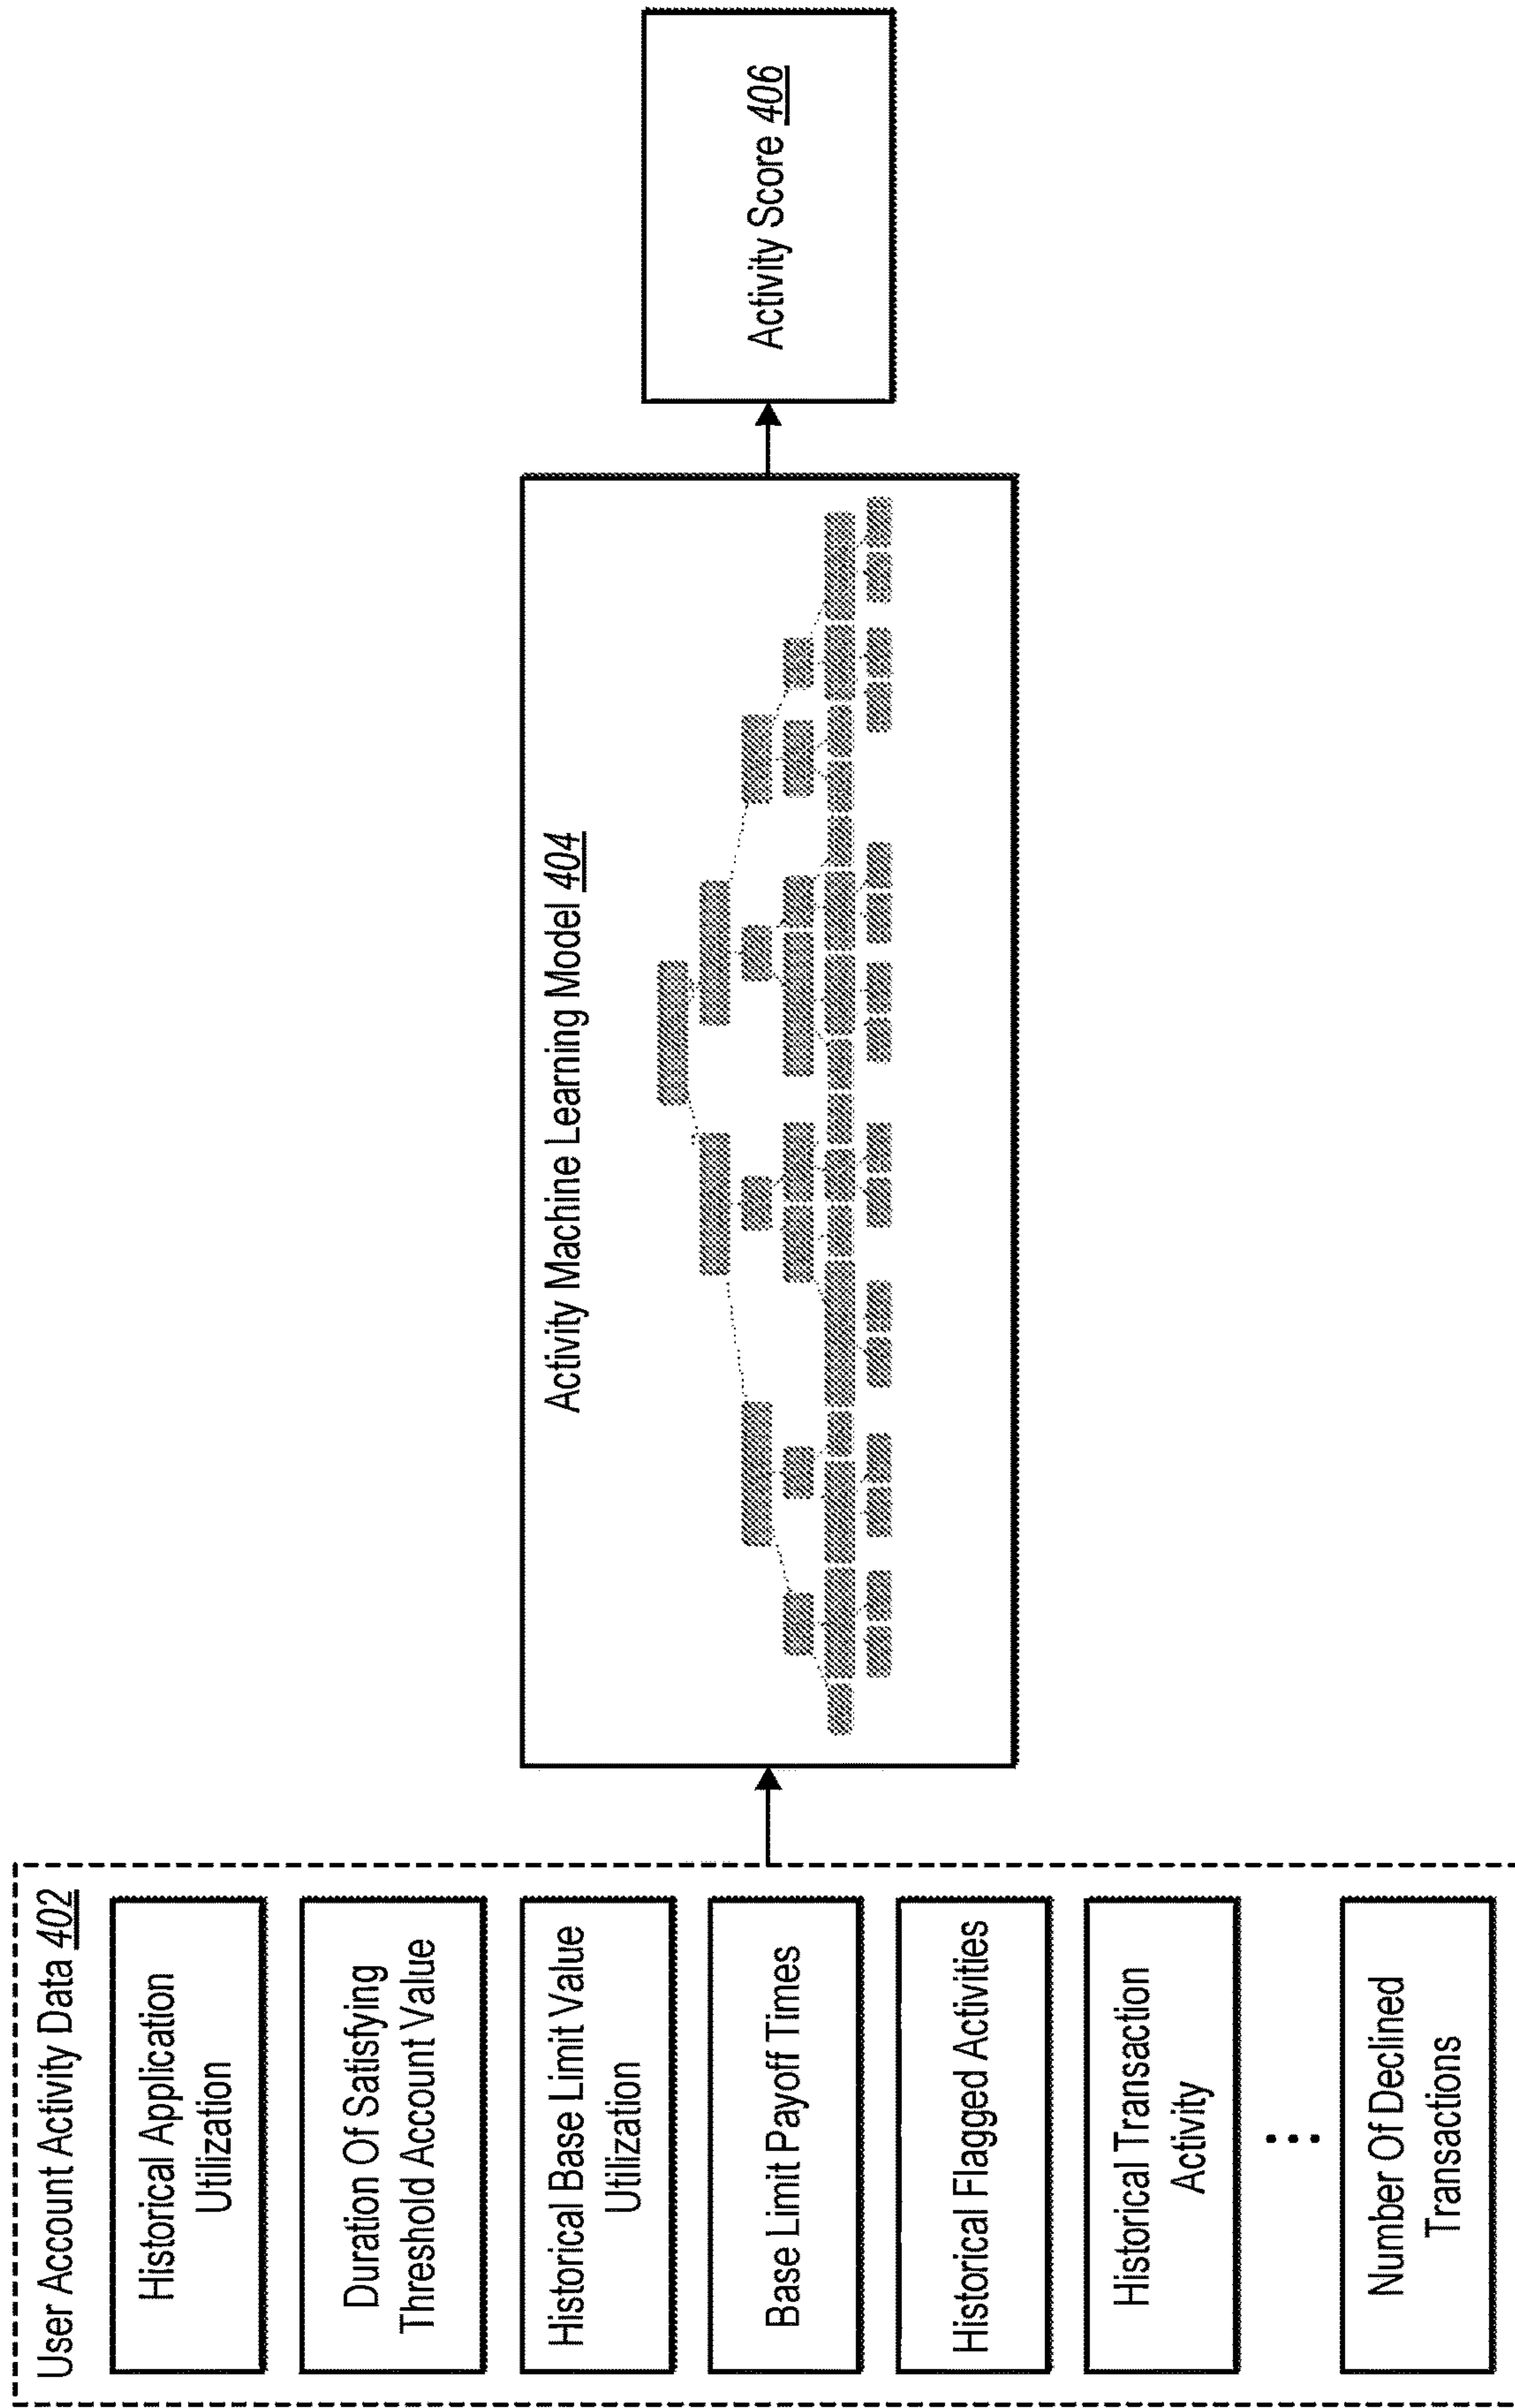 User Account Activity Data 402
Historical Application
Utilization
Duration Of Satisfying
Threshold Account Value
Historical Base Limit Value
Utilization
Base Limit Payoff Times
Historical Flagged Activities
Historical Transaction
Activity
...
Number Of Declined
Transactions
Activity Machine Learning Model 404
Activity Score 406